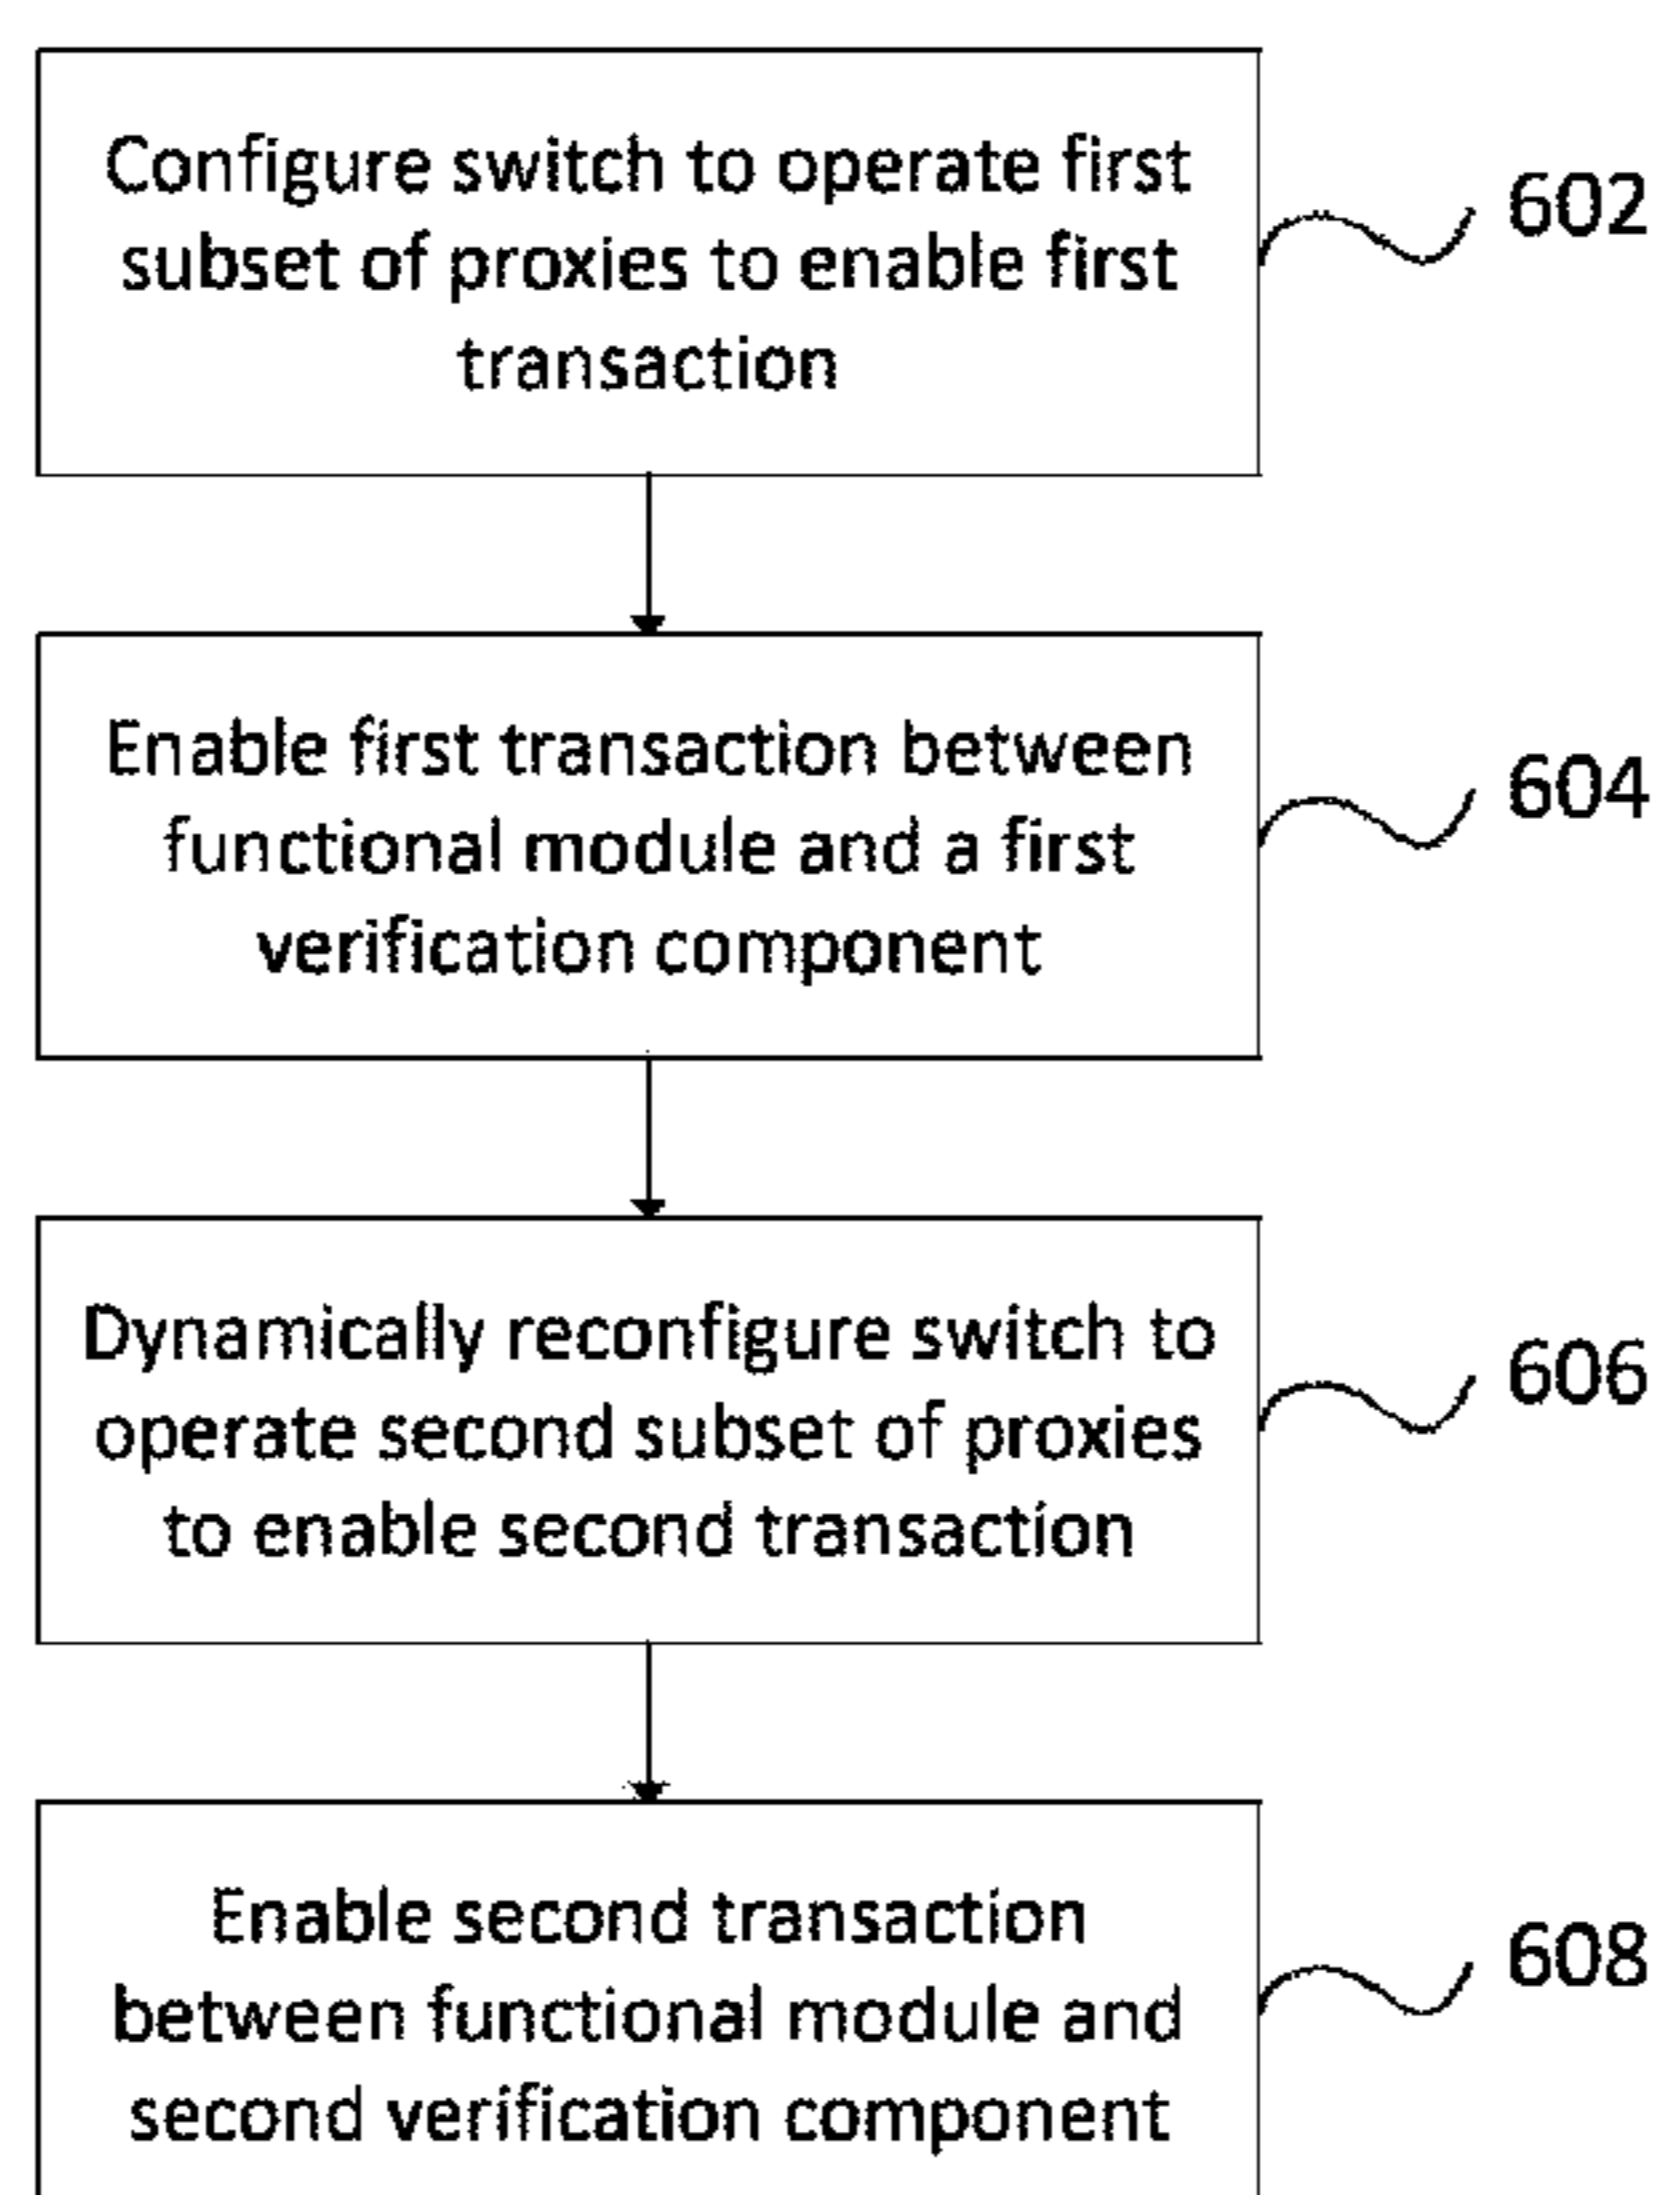 Configure switch to operate first
subset of proxies to enable first
transaction
602
Enable first transaction between
functional module and a first
verification component
604
Dynamically reconfigure switch to
operate second subset of proxies
to enable second transaction
606
Enable second transaction
between functional module and
second verification component
608